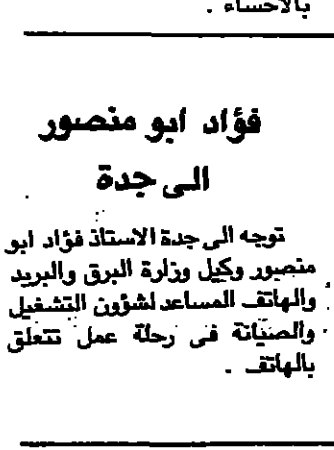 بالاحساء .
فؤاد ابو منصور
الى جدة
توجه الى جدة الاستاذ فؤاد ابو
منصور وكيل وزارة البرق والبريد
والهاتف المساعد لشؤون التشغيل
والصيانة فى رحلة عمل تتعلق
بالهاتف .